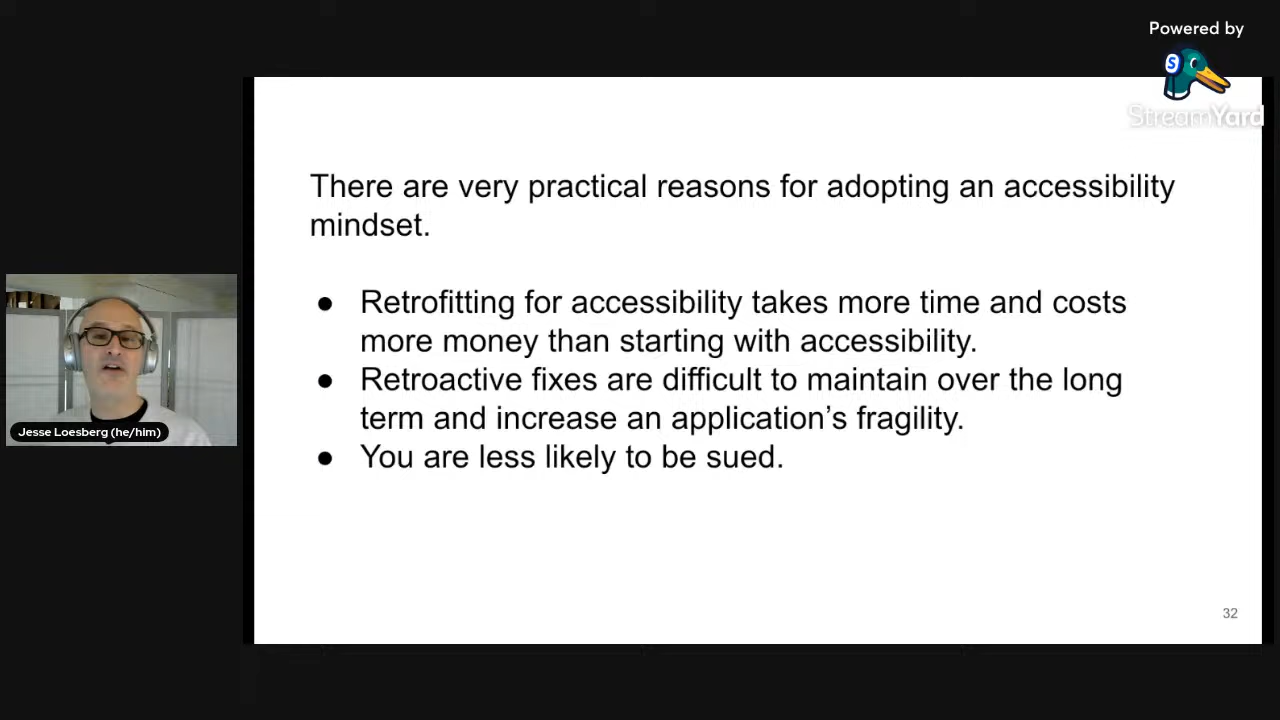 Powered by
S
StreamYard
There are very practical reasons for adopting an accessibility
mindset.
● Retrofitting for accessibility takes more time and costs
more money than starting with accessibility.
● Retroactive fixes are difficult to maintain over the long
term and increase an application’s fragility.
● You are less likely to be sued.
Jesse Loesberg (he/him)
32